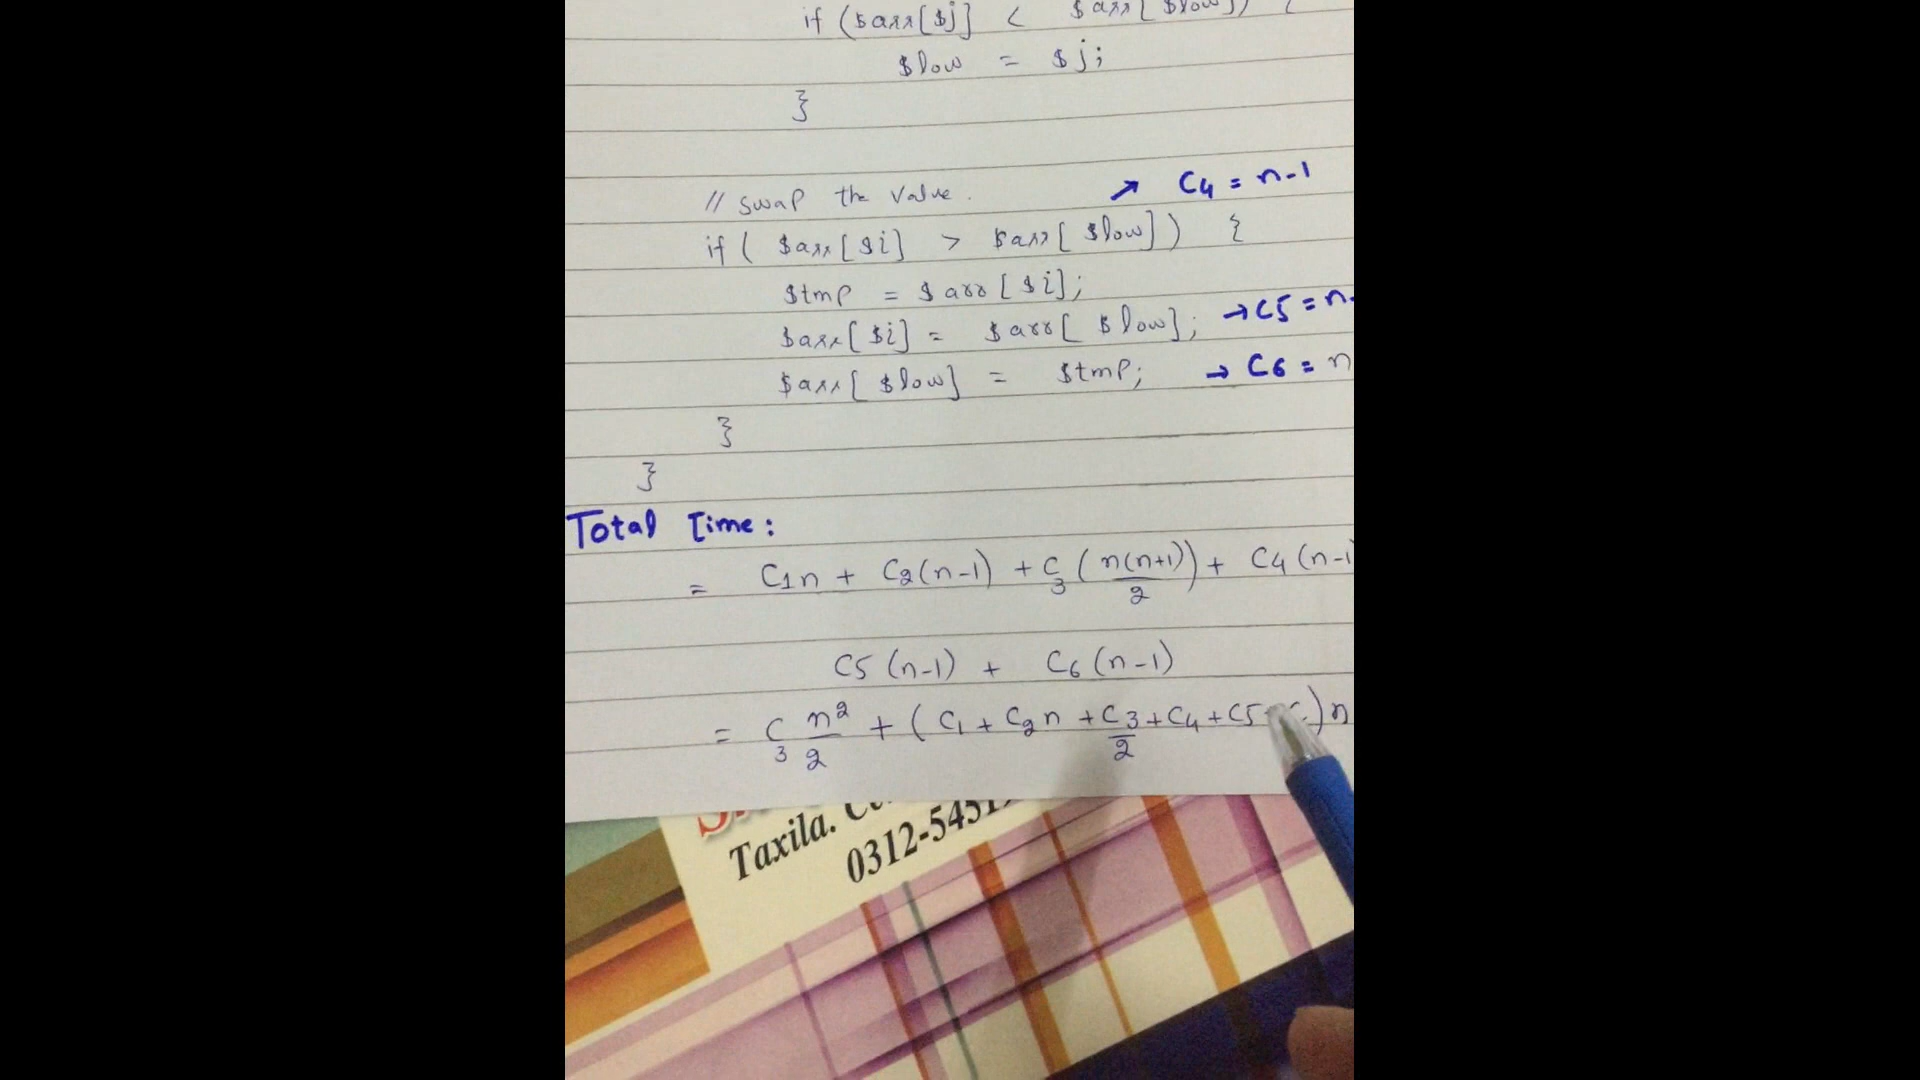 if ($arr[$j] < $arr[$low]) {
$low = $j;
}
// swap the value.
→ C4 = n-1
if ( $arr[$i] > $arr[ $low] ) {
$tmp = $arr[$i];
$arr[$i] = $arr[ $low]; → C5 = n-
$arr[ $low] = $tmp; → C6 = n
}
}
Total Time:
= C1n + C2(n-1) + C3 ( n(n+1)/2 ) + C4 (n-1
C5 (n-1) + C6 (n-1)
= C3 n²/2 + ( C1 + C2n + C3/2 + C4 + C5 + C ) n
Taxila.
0312-5451